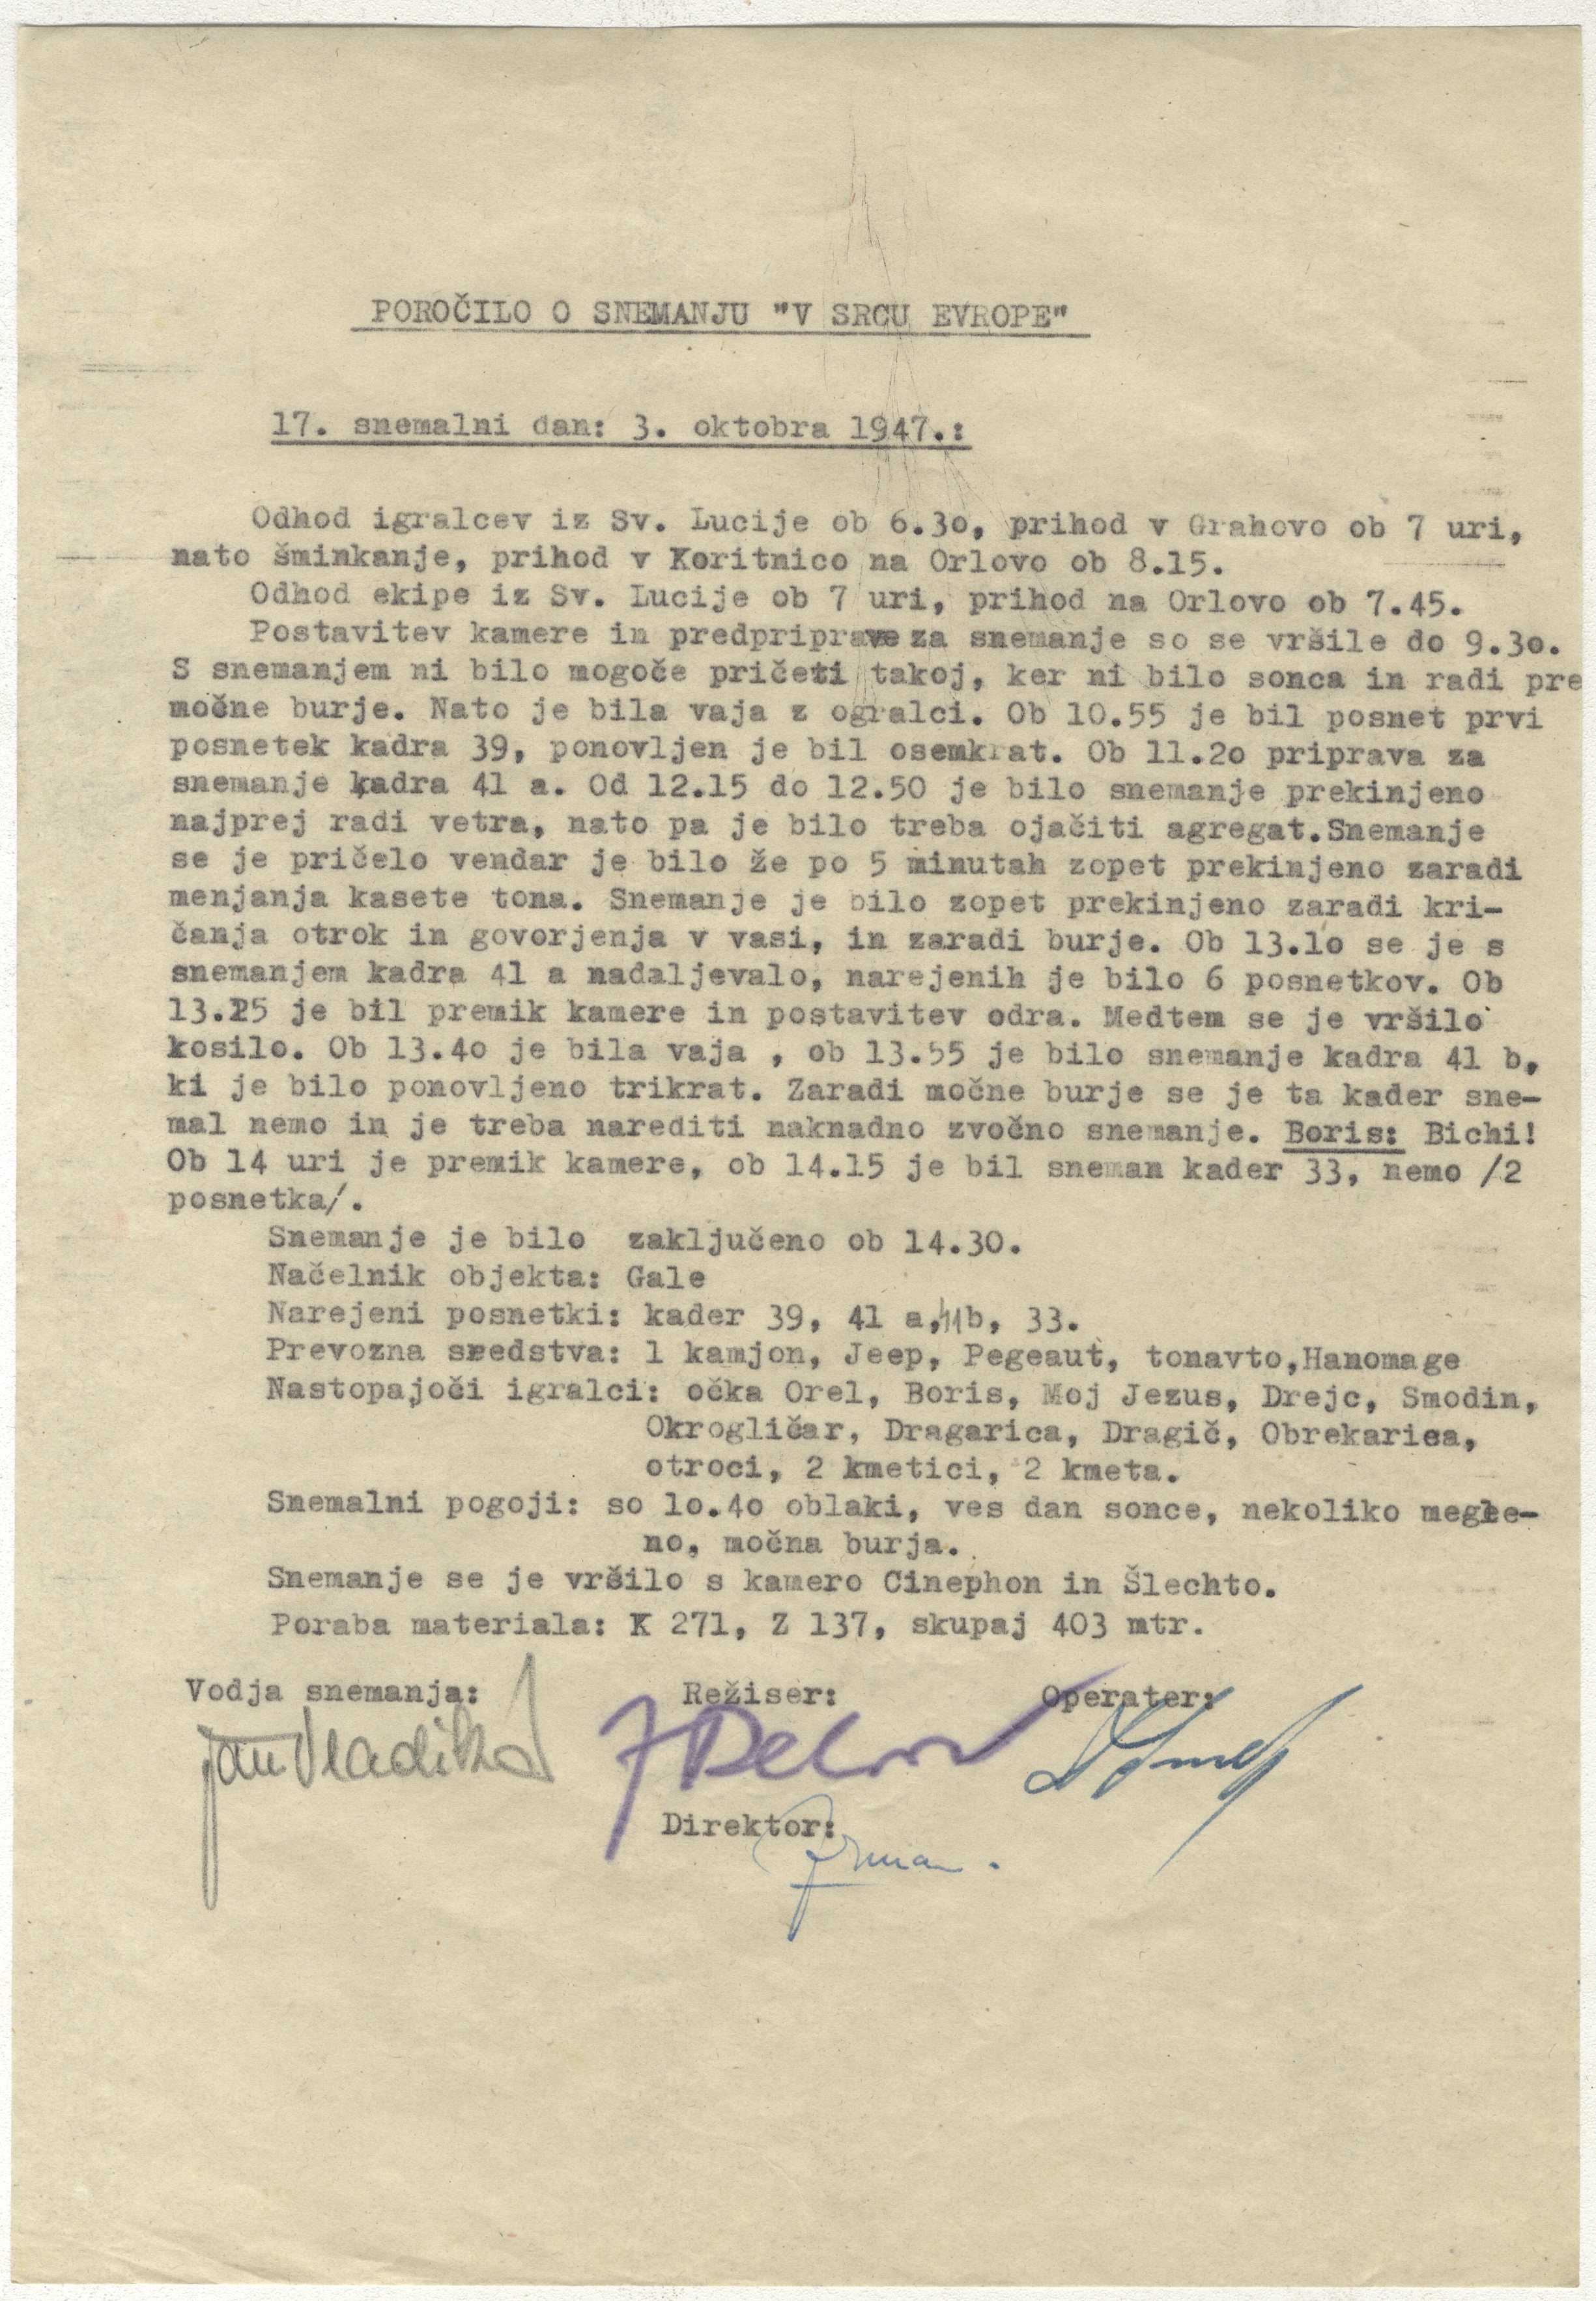 POROČILO O SNEMANJU "V SRCU EVROPE"
17. snemalni dan: 3. oktobra 1947.:
Odhod igralcev iz Sv. Lucije ob 6.3o, prihod v Grahovo ob 7 uri,
nato šminkanje, prihod v Koritnico na Orlovo ob 8.15.
Odhod ekipe iz Sv. Lucije ob 7 uri, prihod na Orlovo ob 7.45.
Postavitev kamere in predpriprave za snemanje so se vršile do 9.3o.
S snemanjem ni bilo mogoče pričeti takoj, ker ni bilo sonca in radi pre
močne burje. Nato je bila vaja z ogralci. Ob 10.55 je bil posnet prvi
posnetek kadra 39, ponovljen je bil osemkrat. Ob 11.2o priprava za
snemanje kadra 41 a. Od 12.15 do 12.50 je bilo snemanje prekinjeno
najprej radi vetra, nato pa je bilo treba ojačiti agregat.Snemanje
se je pričelo vendar je bilo že po 5 minutah zopet prekinjeno zaradi
menjanja kasete tona. Snemanje je bilo zopet prekinjeno zaradi kri-
čanja otrok in govorjenja v vasi, in zaradi burje. Ob 13.1o se je s
snemanjem kadra 41 a nadaljevalo, narejenih je bilo 6 posnetkov. Ob
13.25 je bil premik kamere in postavitev odra. Medtem se je vršilo
kosilo. Ob 13.4o je bila vaja , ob 13.55 je bilo snemanje kadra 41 b,
ki je bilo ponovljeno trikrat. Zaradi močne burje se je ta kader sne-
mal nemo in je treba narediti naknadno zvočno snemanje. Boris: Bichi!
Ob 14 uri je premik kamere, ob 14.15 je bil sneman kader 33, nemo /2
posnetka/.
Snemanje je bilo zaključeno ob 14.30.
Načelnik objekta: Gale
Narejeni posnetki: kader 39, 41 a,41b, 33.
Prevozna sredstva: 1 kamjon, Jeep, Pegeaut, tonavto,Hanomage
Nastopajoči igralci: očka Orel, Boris, Moj Jezus, Drejc, Smodin,
Okrogličar, Dragarica, Dragič, Obrekarica,
otroci, 2 kmetici, 2 kmeta.
Snemalni pogoji: so 1o.4o oblaki, ves dan sonce, nekoliko megle-
no, močna burja.
Snemanje se je vršilo s kamero Cinephon in Šlechto.
Poraba materiala: K 271, Z 137, skupaj 403 mtr.
Vodja snemanja: Režiser: Operater:
Jan Vladika
Direktor: